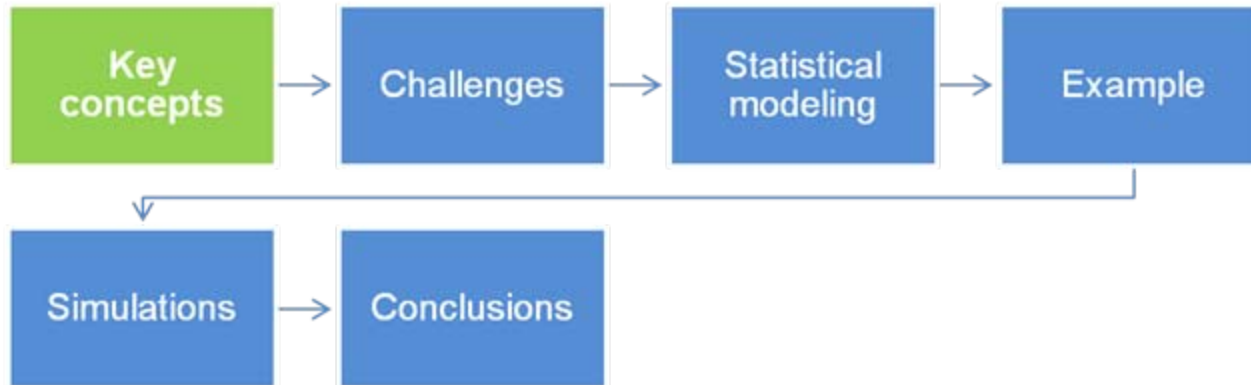 Key
concepts
Challenges
Statistical
modeling
Example
Simulations
Conclusions